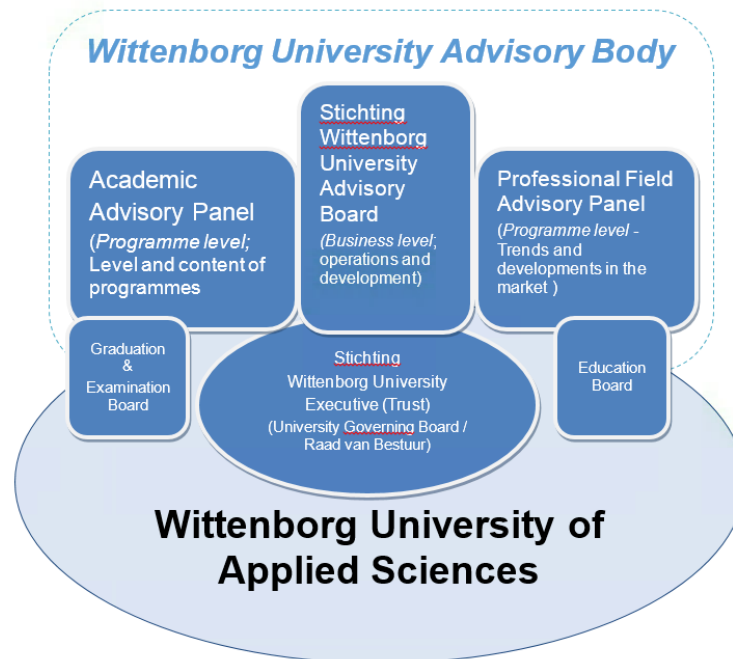 Wittenborg University Advisory Body
Academic
Advisory Panel
(Programme level;
Level and content of
programmes
Stichting
Wittenborg
University
Advisory
Board
(Business level;
operations and
development)
Professional Field
Advisory Panel
(Programme level -
Trends and
developments in the
market )
Graduation
&
Examination
Board
Stichting
Wittenborg University
Executive (Trust)
(University Governing Board /
Raad van Bestuur)
Education
Board
Wittenborg University of
Applied Sciences